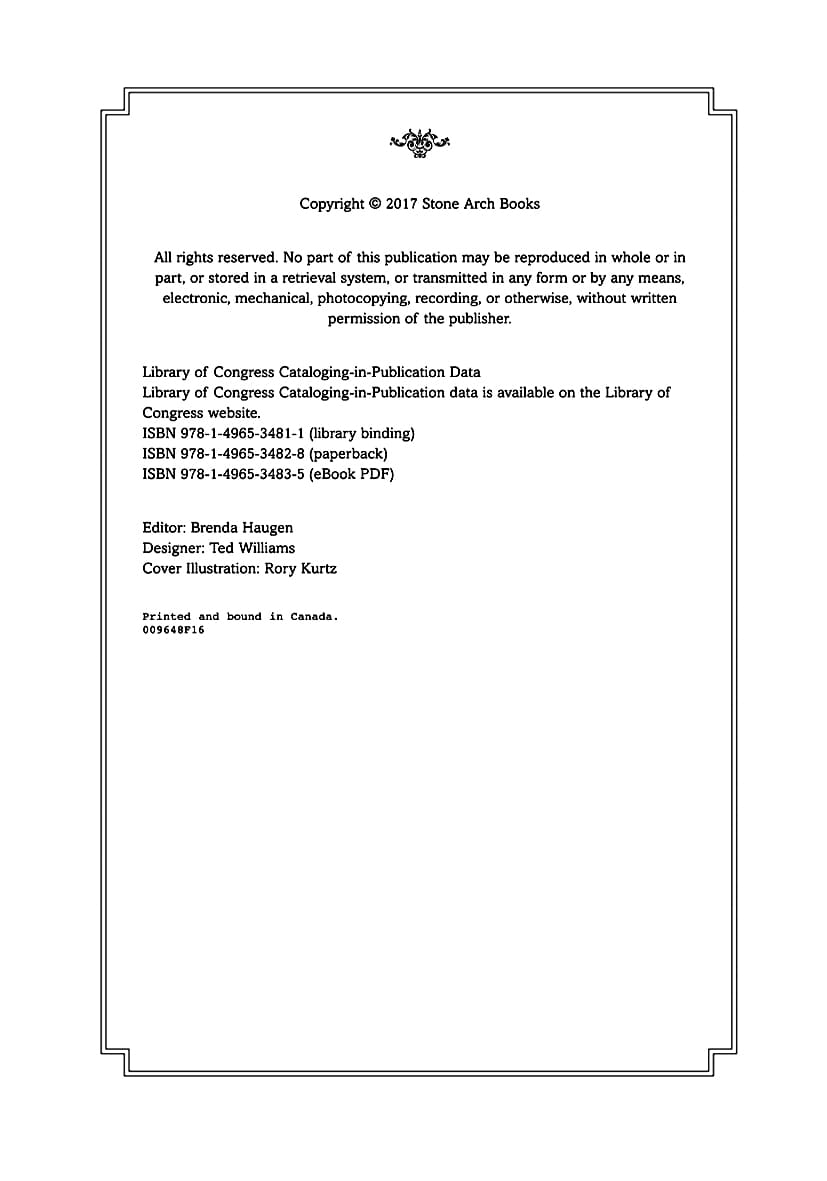 Copyright © 2017 Stone Arch Books
All rights reserved. No part of this publication may be reproduced in whole or in
part, or stored in a retrieval system, or transmitted in any form or by any means,
electronic, mechanical, photocopying, recording, or otherwise, without written
permission of the publisher.
Library of Congress Cataloging-in-Publication Data
Library of Congress Cataloging-in-Publication data is available on the Library of
Congress website.
ISBN 978-1-4965-3481-1 (library binding)
ISBN 978-1-4965-3482-8 (paperback)
ISBN 978-1-4965-3483-5 (eBook PDF)
Editor: Brenda Haugen
Designer: Ted Williams
Cover Illustration: Rory Kurtz
Printed and bound in Canada.
009648F16